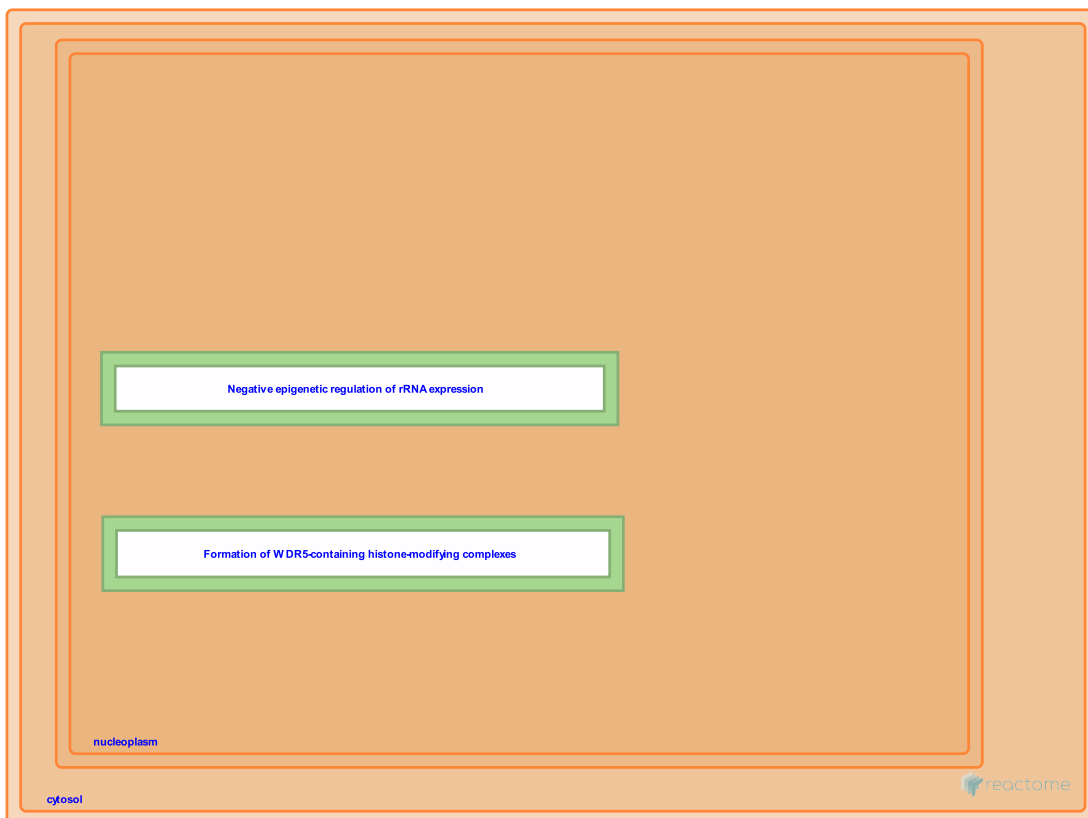 Negative epigenetic regulation of rRNA expression
Formation of WDR5-containing histone-modifying complexes
nucleoplasm
reactome
cytosol